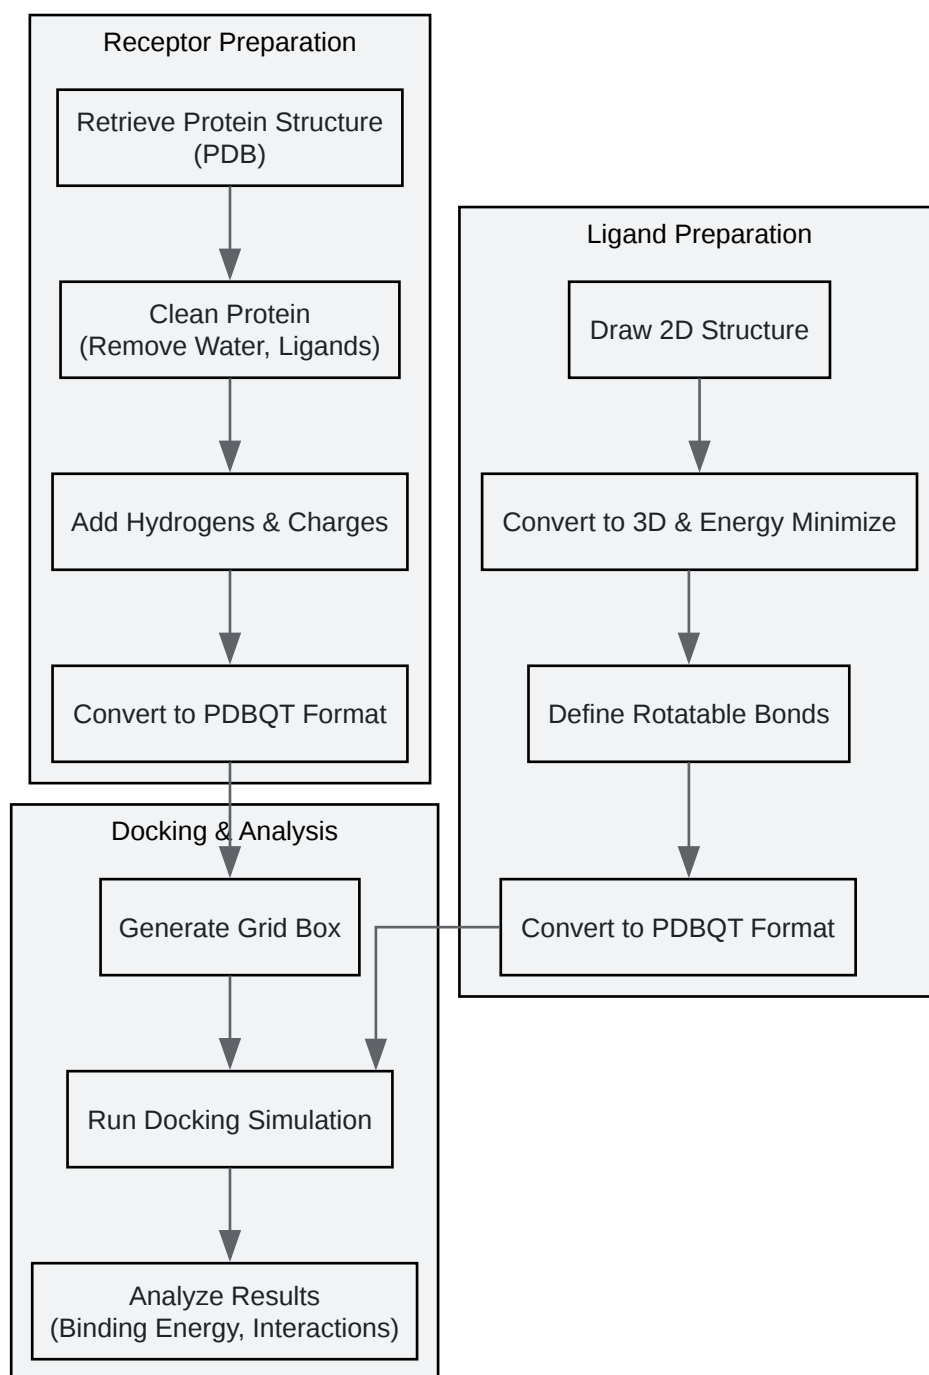 Receptor Preparation
Retrieve Protein Structure
(PDB)
Clean Protein
(Remove Water, Ligands)
Add Hydrogens & Charges
Convert to PDBQT Format
Ligand Preparation
Draw 2D Structure
Convert to 3D & Energy Minimize
Define Rotatable Bonds
Convert to PDBQT Format
Docking & Analysis
Generate Grid Box
Run Docking Simulation
Analyze Results
(Binding Energy, Interactions)